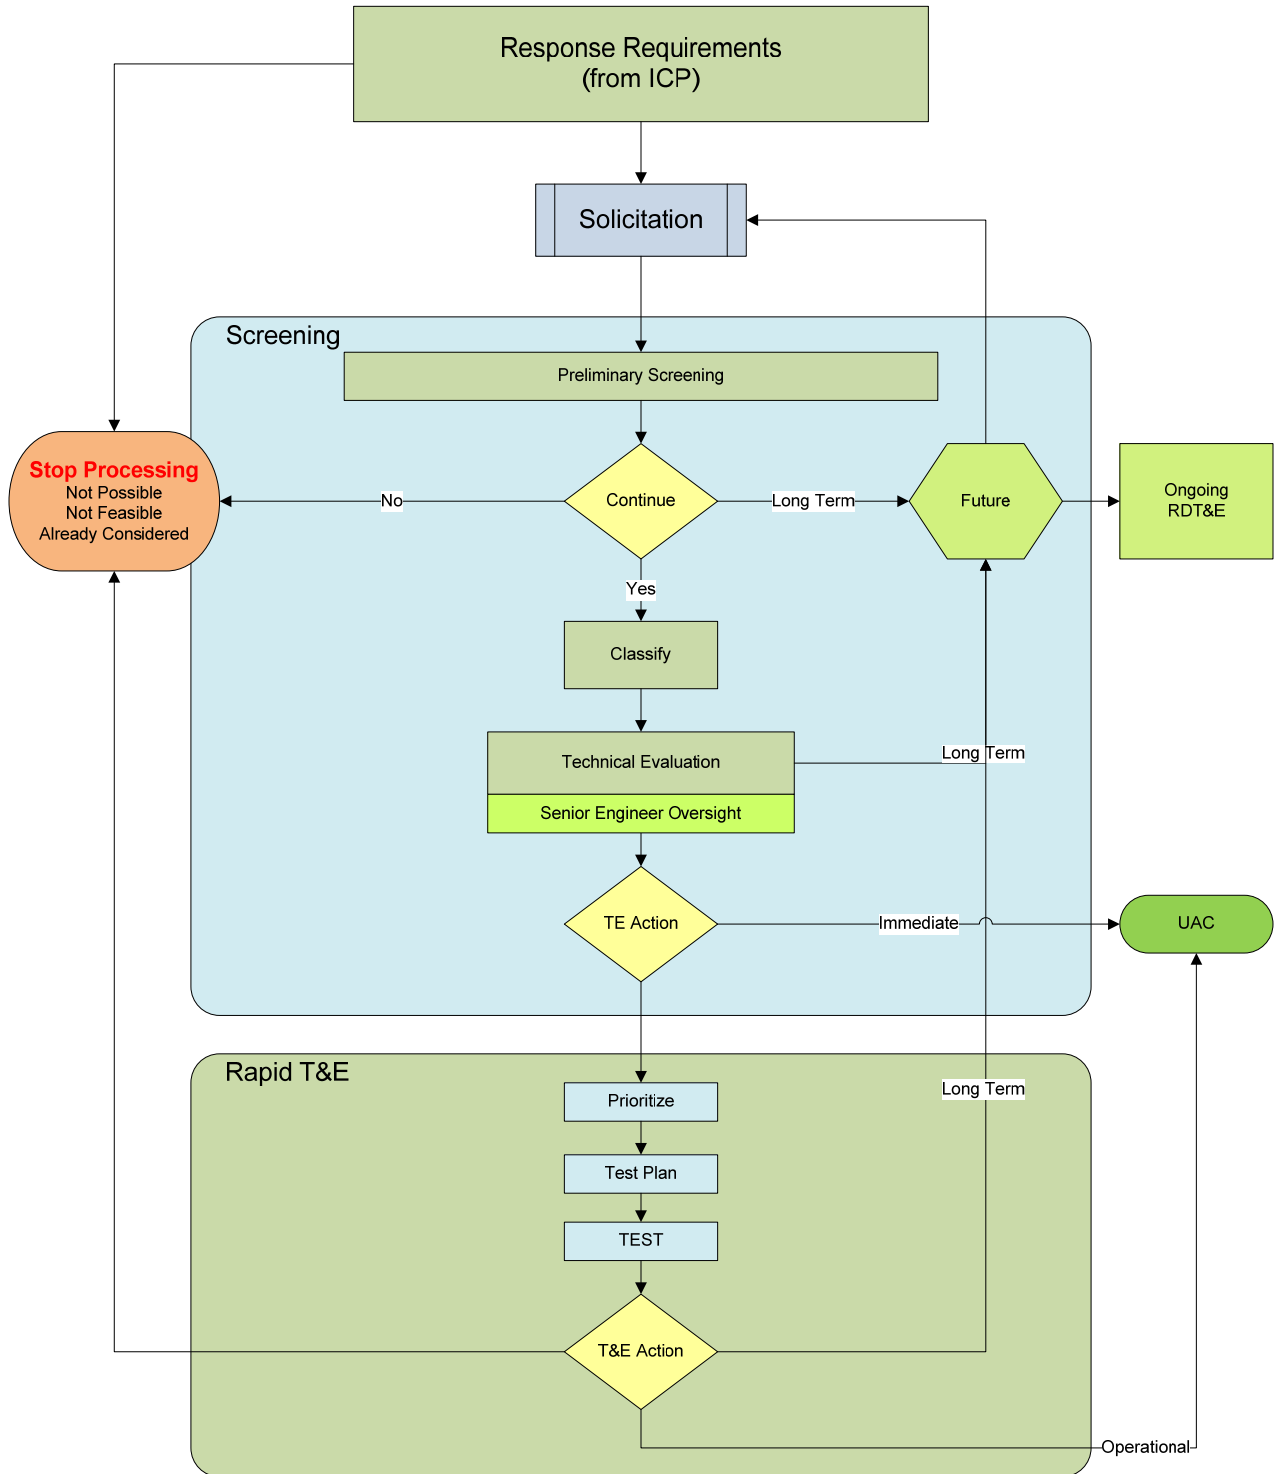 Response Requirements
(from ICP)
Solicitation
Screening
Preliminary Screening
Stop Processing
Not Possible
Not Feasible
Already Considered
No
Continue
Long Term
Future
Ongoing
RDT&E
Yes
Classify
Technical Evaluation
Long Term
Senior Engineer Oversight
TE Action
Immediate
UAC
Rapid T&E
Prioritize
Long Term
Test Plan
TEST
T&E Action
Operational